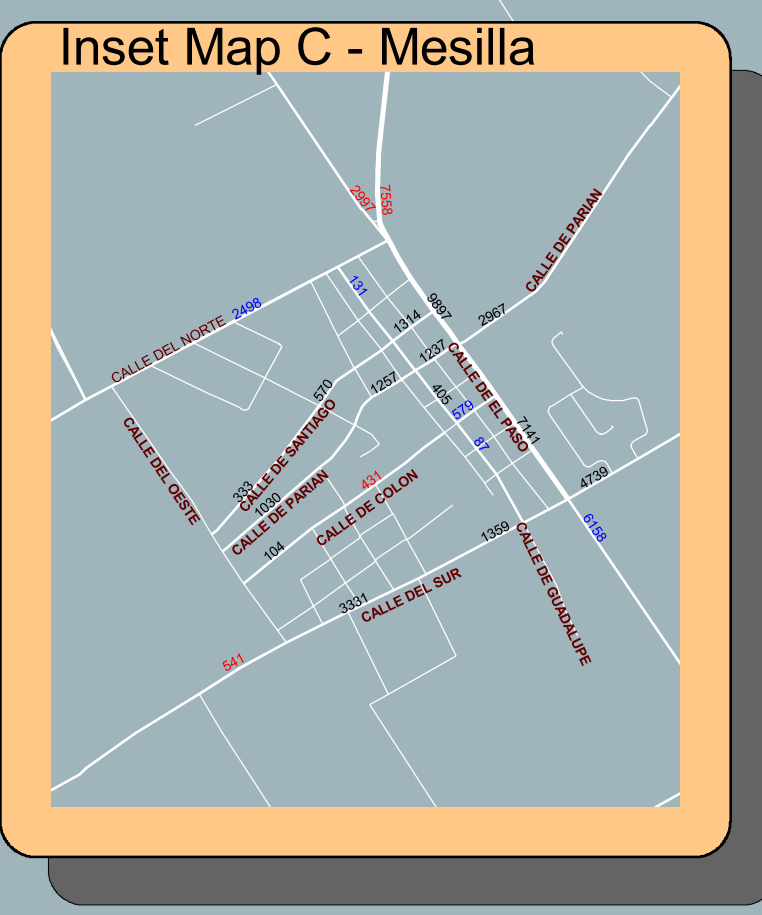 Inset Map C - Mesilla
2997
7558
CALLE DE PARIAN
131
2498
9897
2967
1314
CALLE DEL NORTE
1237
570
1257
405
CALLE DE EL PASO
579
7141
87
CALLE DE SANTIAGO
CALLE DEL OESTE
333
1030
CALLE DE PARIAN
431
CALLE DE COLON
4739
104
1359
6158
CALLE DE GUADALUPE
3331
CALLE DEL SUR
541